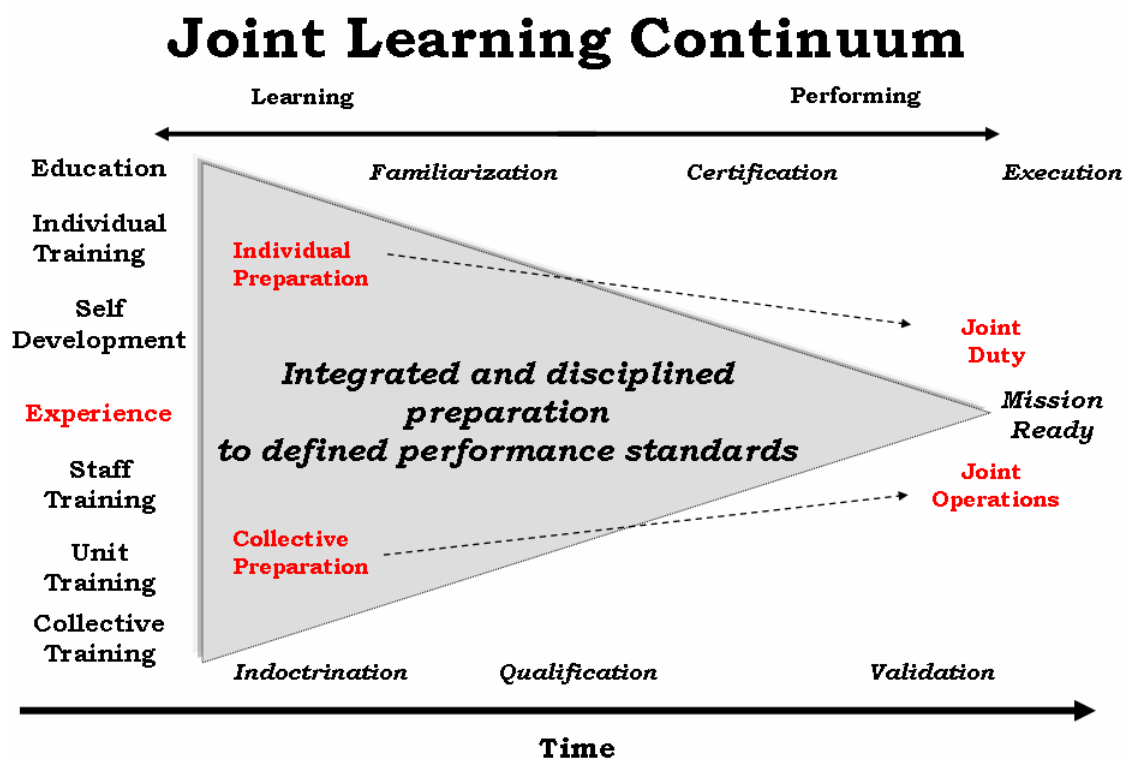 Joint Learning Continuum
Learning
Performing
Education
Familiarization
Certification
Execution
Individual
Training
Self
Development
Experience
Staff
Training
Unit
Training
Collective
Training
Individual
Preparation
Integrated and disciplined
preparation
to defined performance standards
Collective
Preparation
Joint
Duty
Mission
Ready
Joint
Operations
Indoctrination
Qualification
Validation
Time